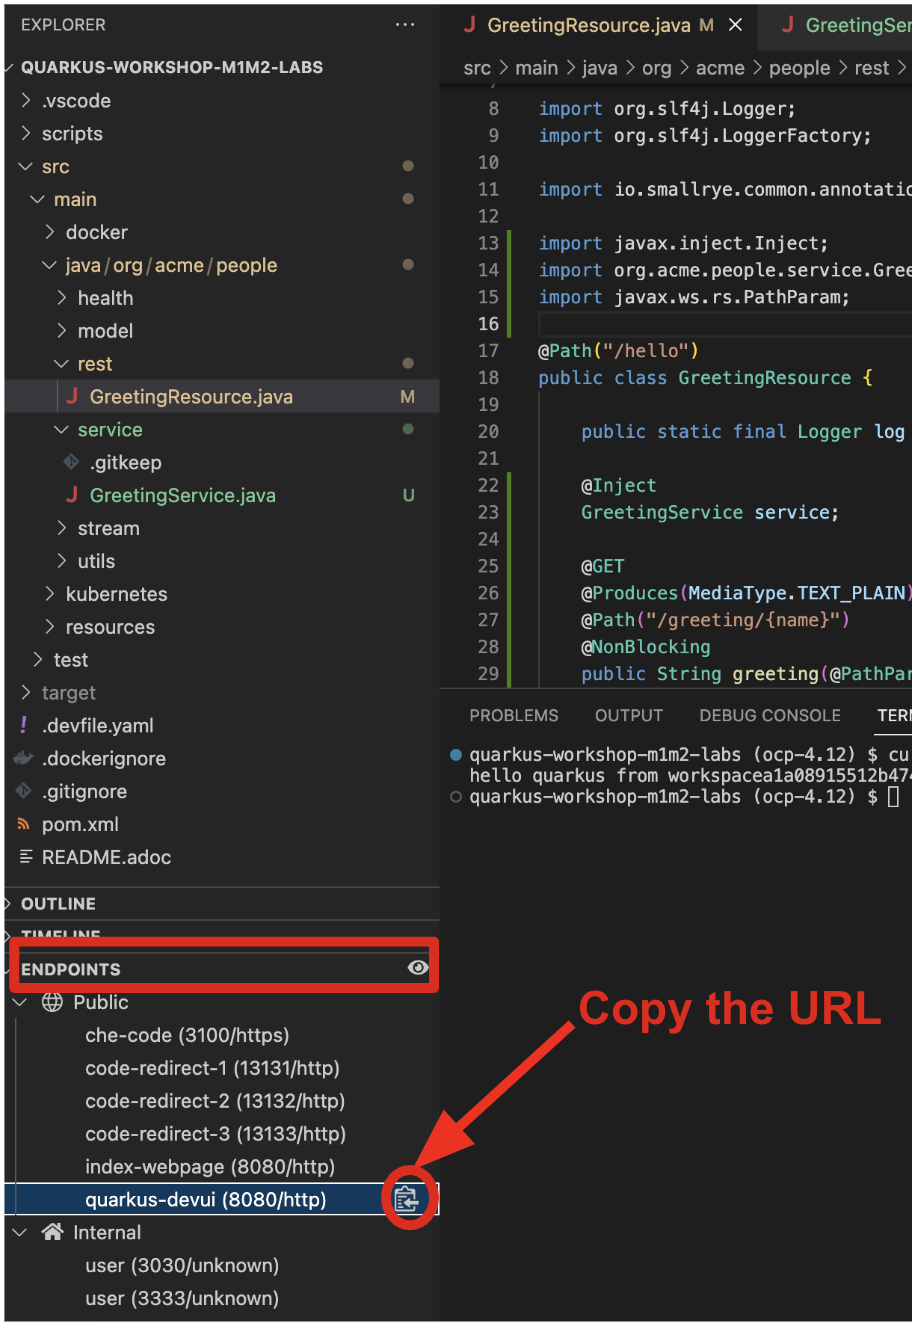 EXPLORER
QUARKUS-WORKSHOP-M1M2-LABS
.vscode
scripts
src
main
docker
java/org/acme/people
health
model
rest
J GreetingResource.java M
service
.gitkeep
J GreetingService.java U
stream
utils
kubernetes
resources
test
target
! .devfile.yaml
.dockerignore
.gitignore
pom.xml
README.adoc
OUTLINE
TIMELINE
ENDPOINTS
Public
che-code (3100/https)
code-redirect-1 (13131/http)
code-redirect-2 (13132/http)
code-redirect-3 (13133/http)
index-webpage (8080/http)
quarkus-devui (8080/http)
Internal
user (3030/unknown)
user (3333/unknown)
J GreetingResource.java M × J GreetingSer
src > main > java > org > acme > people > rest >
8 import org.slf4j.Logger;
9 import org.slf4j.LoggerFactory;
10
11 import io.smallrye.common.annotatio
12
13 import javax.inject.Inject;
14 import org.acme.people.service.Gree
15 import javax.ws.rs.PathParam;
16
17 @Path("/hello")
18 public class GreetingResource {
19
20 public static final Logger log
21
22 @Inject
23 GreetingService service;
24
25 @GET
26 @Produces(MediaType.TEXT_PLAIN)
27 @Path("/greeting/{name}")
28 @NonBlocking
29 public String greeting(@PathPar
PROBLEMS OUTPUT DEBUG CONSOLE TERM
quarkus-workshop-m1m2-labs (ocp-4.12) $ cu
hello quarkus from workspacea1a08915512b474
quarkus-workshop-m1m2-labs (ocp-4.12) $
Copy the URL